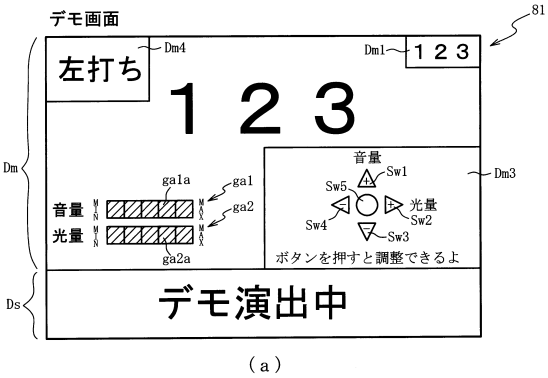 デモ画面
81
左打ち
Dm4
Dm1
１２３
１２３
Dm
Dm3
音量
Sw1
Sw5
光量
Sw4
Sw2
Sw3
ボタンを押すと調整できるよ
ga1a
ga1
音量 MIN MAX
ga2
光量 MIN MAX
ga2a
Ds
デモ演出中
(a)